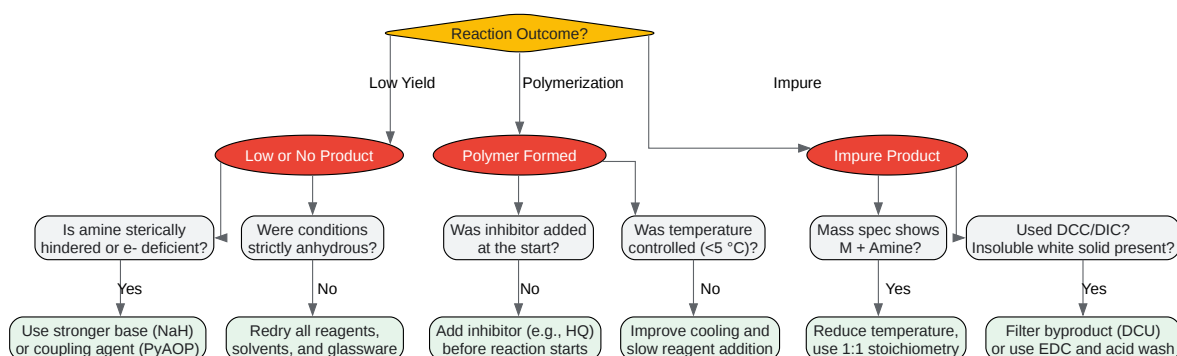 Reaction Outcome?
Low Yield
Polymerization
Impure
Low or No Product
Polymer Formed
Impure Product
Is amine sterically
hindered or e- deficient?
Were conditions
strictly anhydrous?
Was inhibitor added
at the start?
Was temperature
controlled (<5 °C)?
Mass spec shows
M + Amine?
Used DCC/DIC?
Insoluble white solid present?
Yes
No
No
No
Yes
Yes
Use stronger base (NaH)
or coupling agent (PyAOP)
Redry all reagents,
solvents, and glassware
Add inhibitor (e.g., HQ)
before reaction starts
Improve cooling and
slow reagent addition
Reduce temperature,
use 1:1 stoichiometry
Filter byproduct (DCU)
or use EDC and acid wash